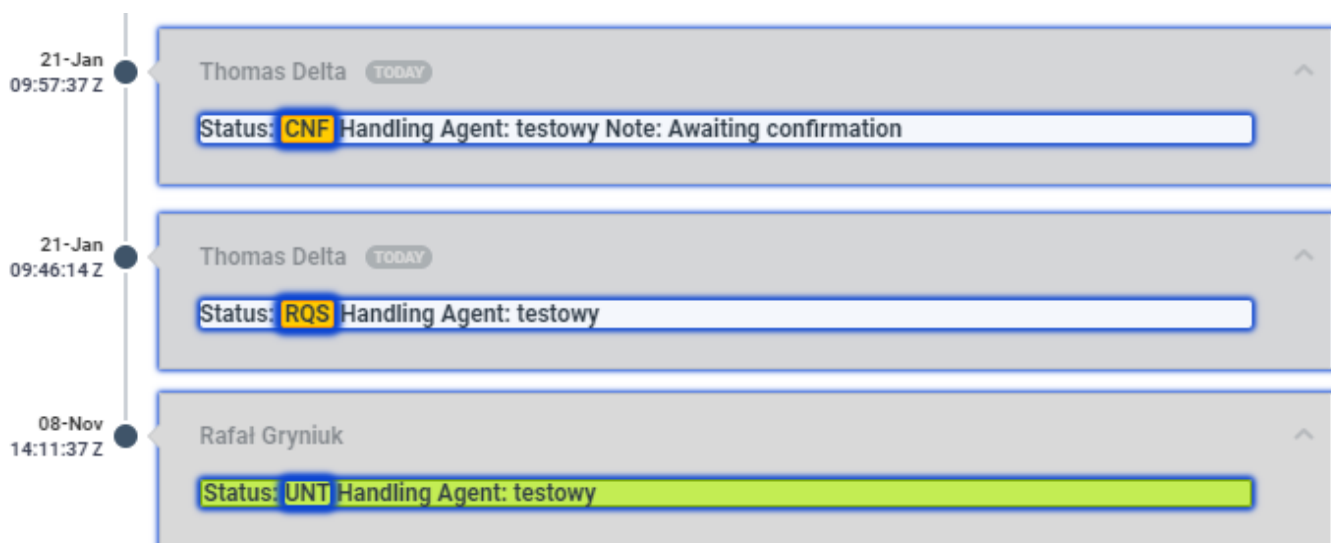 21-Jan
09:57:37 Z
Thomas Delta TODAY
Status: CNF Handling Agent: testowy Note: Awaiting confirmation
21-Jan
09:46:14 Z
Thomas Delta TODAY
Status: RQS Handling Agent: testowy
08-Nov
14:11:37 Z
Rafał Gryniuk
Status: UNT Handling Agent: testowy